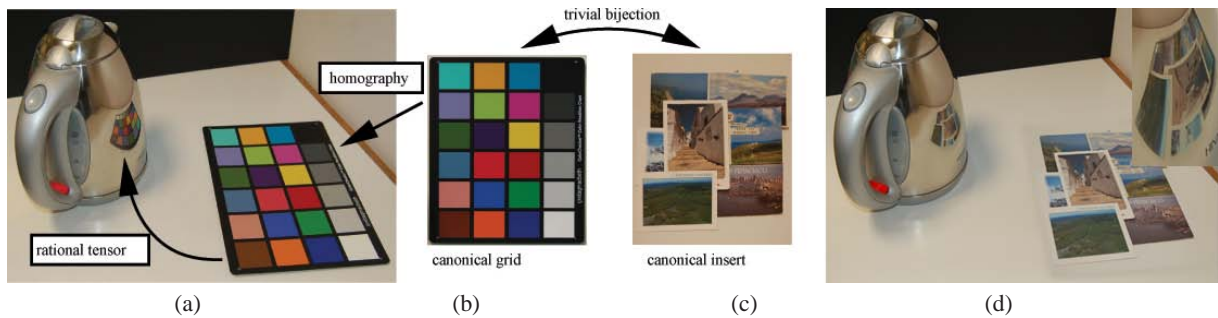 trivial bijection
homography
rational tensor
canonical grid
canonical insert
(a)
(b)
(c)
(d)